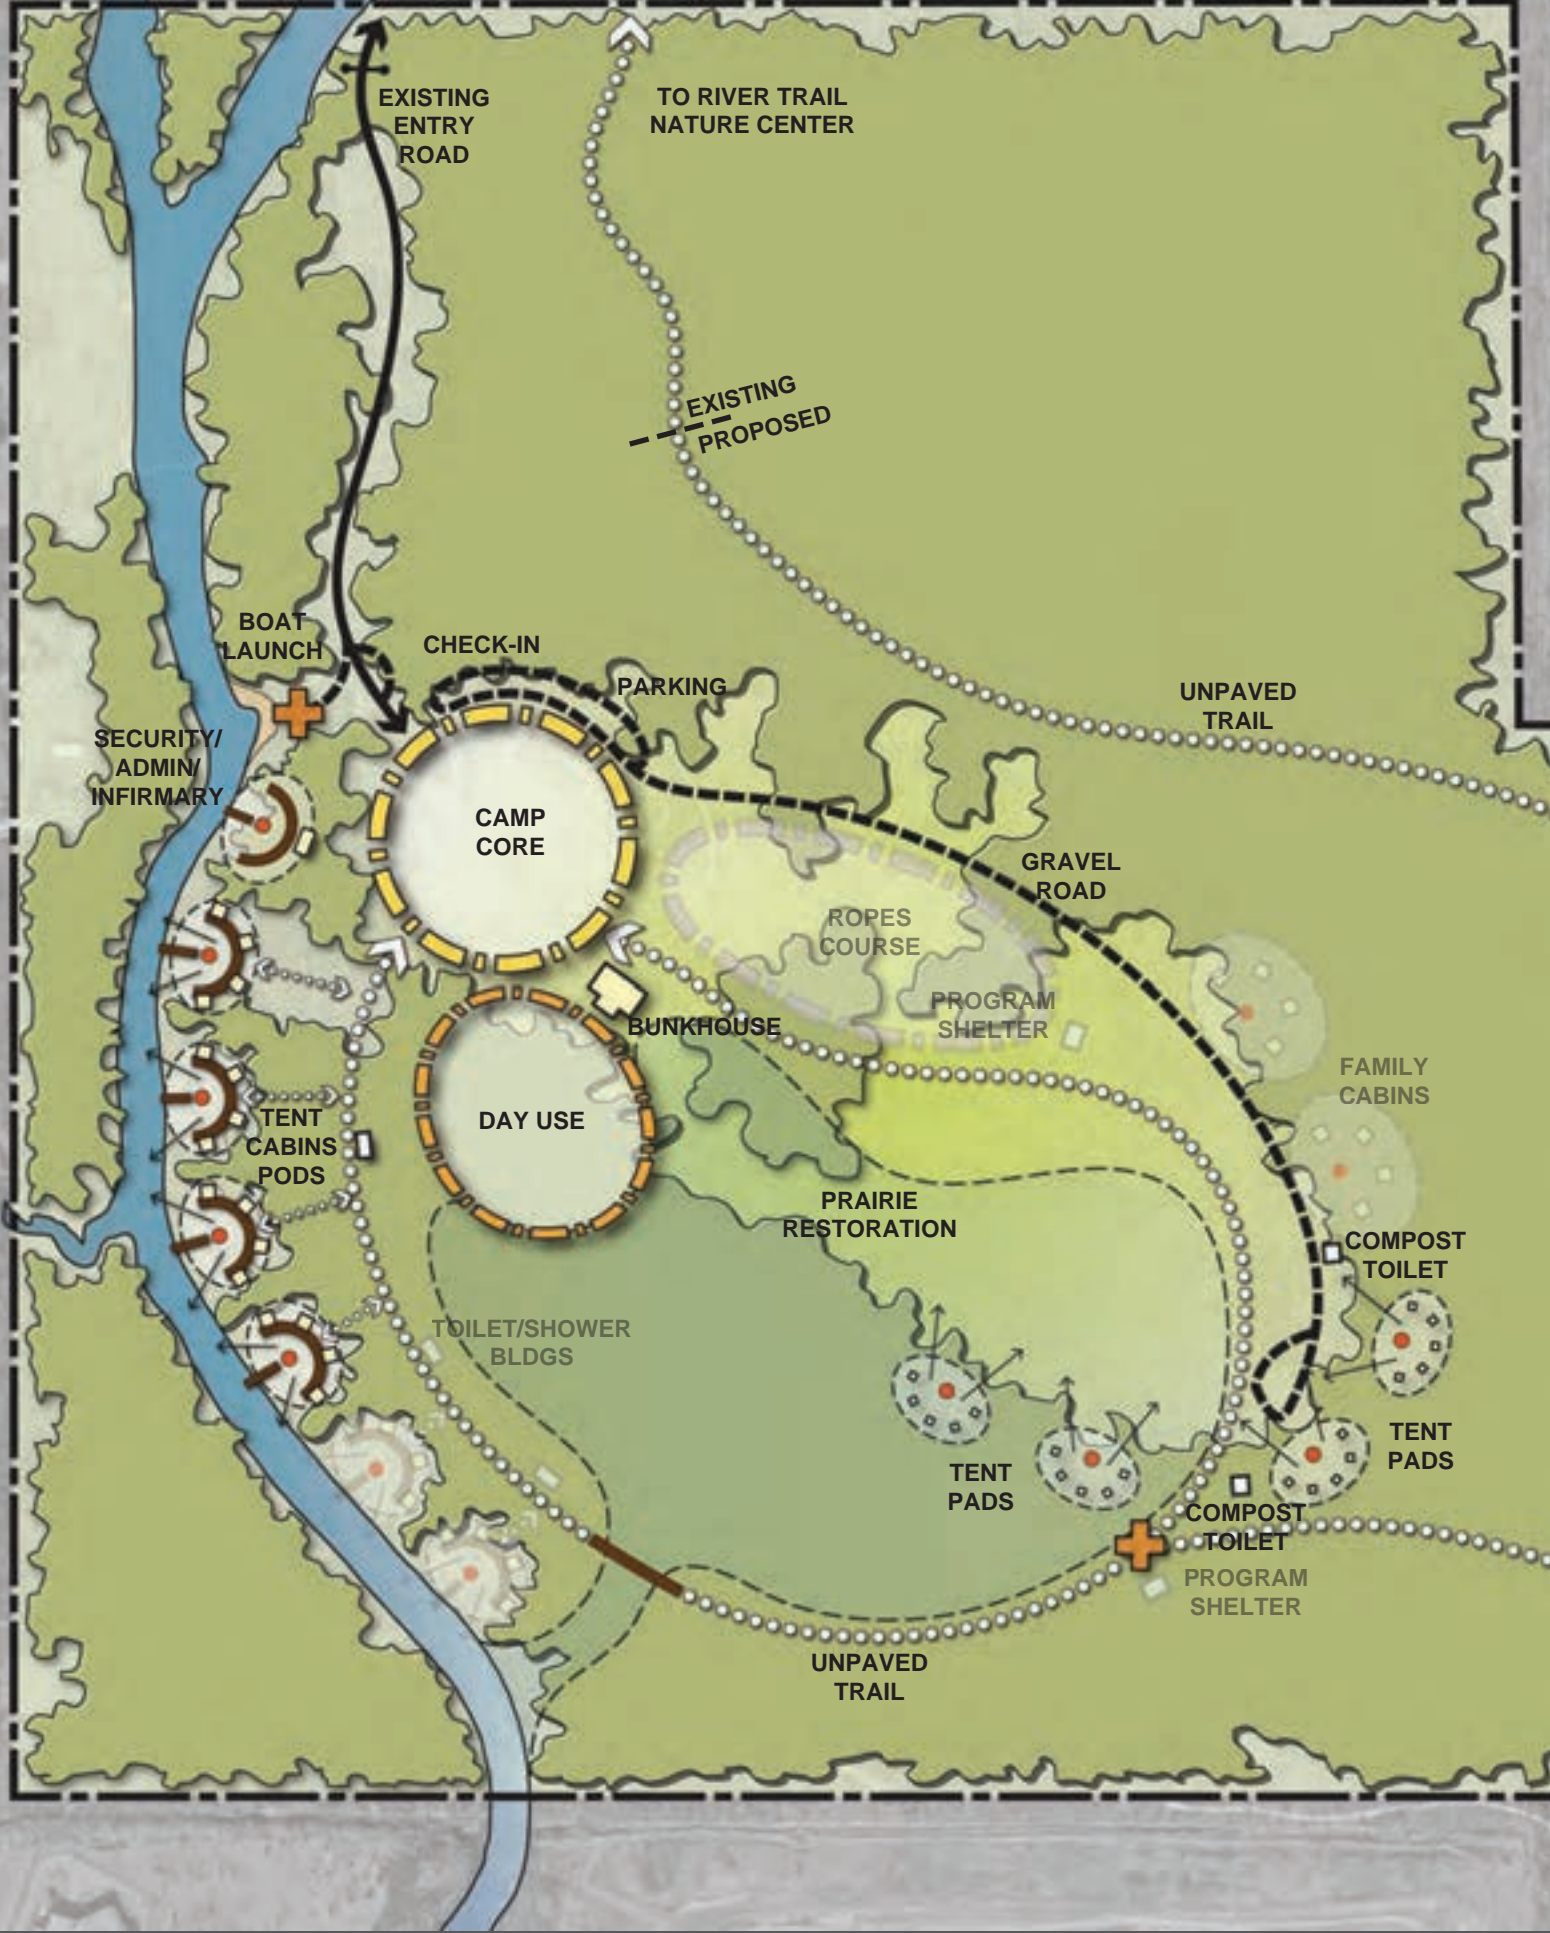 EXISTING
ENTRY
ROAD
TO RIVER TRAIL
NATURE CENTER
EXISTING
PROPOSED
BOAT
LAUNCH
CHECK-IN
PARKING
UNPAVED
TRAIL
SECURITY/
ADMIN/
INFIRMARY
CAMP
CORE
GRAVEL
ROAD
ROPES
COURSE
PROGRAM
SHELTER
BUNKHOUSE
FAMILY
CABINS
TENT
CABINS
PODS
DAY USE
PRAIRIE
RESTORATION
COMPOST
TOILET
TOILET/SHOWER
BLDGS
TENT
PADS
TENT
PADS
COMPOST
TOILET
PROGRAM
SHELTER
UNPAVED
TRAIL